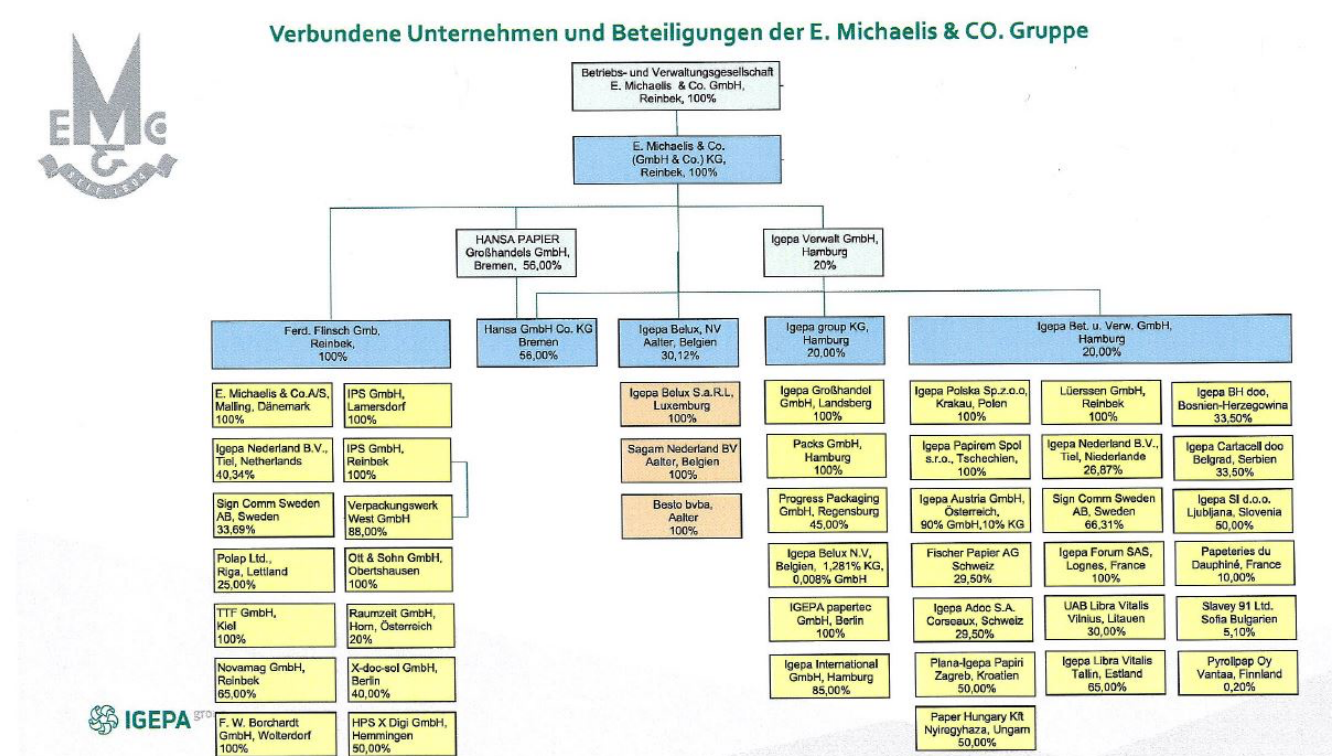 Verbundene Unternehmen und Beteiligungen der E. Michaelis & CO. Gruppe
E M Co
&
SEIT 1894
Betriebs- und Verwaltungsgesellschaft
E. Michaelis & Co. GmbH,
Reinbek, 100%
E. Michaelis & Co.
(GmbH & Co.) KG,
Reinbek, 100%
HANSA PAPIER
Großhandels GmbH,
Bremen, 56,00%
Igepa Verwalt GmbH,
Hamburg
20%
Ferd. Flinsch Gmb,
Reinbek,
100%
Hansa GmbH Co. KG
Bremen
56,00%
Igepa Belux, NV
Aalter, Belgien
30,12%
Igepa group KG,
Hamburg
20,00%
Igepa Bet. u. Verw. GmbH,
Hamburg
20,00%
E. Michaelis & Co.A/S,
Malling, Dänemark
100%
Igepa Nederland B.V.,
Tiel, Netherlands
40,34%
Sign Comm Sweden
AB, Sweden
33,69%
Polap Ltd.,
Riga, Lettland
25,00%
TTF GmbH,
Kiel
100%
Novamag GmbH,
Reinbek
65,00%
F. W. Borchardt
GmbH, Wolterdorf
100%
IPS GmbH,
Lamersdorf
100%
IPS GmbH,
Reinbek
100%
Verpackungswerk
West GmbH
88,00%
Ott & Sohn GmbH,
Obertshausen
100%
Raumzeit GmbH,
Horn, Österreich
20%
X-doc-sol GmbH,
Berlin
40,00%
HPS X Digi GmbH,
Hemmingen
50,00%
Igepa Belux S.a.R.L,
Luxemburg
100%
Sagam Nederland BV
Aalter, Belgien
100%
Besto bvba,
Aalter
100%
Igepa Großhandel
GmbH, Landsberg
100%
Packs GmbH,
Hamburg
100%
Progress Packaging
GmbH, Regensburg
45,00%
Igepa Belux N.V,
Belgien, 1,281% KG,
0,008% GmbH
IGEPA papertec
GmbH, Berlin
100%
Igepa International
GmbH, Hamburg
85,00%
Igepa Polska Sp.z.o.o,
Krakau, Polen
100%
Igepa Papirem Spol
s.r.o., Tschechien,
100%
Igepa Austria GmbH,
Österreich,
90% GmbH,10% KG
Fischer Papier AG
Schweiz
29,50%
Igepa Adoc S.A.
Corseaux, Schweiz
29,50%
Plana-Igepa Papiri
Zagreb, Kroatien
50,00%
Paper Hungary Kft
Nyiregyhaza, Ungarn
50,00%
Lüerssen GmbH,
Reinbek
100%
Igepa Nederland B.V.,
Tiel, Niederlande
26,87%
Sign Comm Sweden
AB, Sweden
66,31%
Igepa Forum SAS,
Lognes, France
100%
UAB Libra Vitalis
Vilnius, Litauen
30,00%
Igepa Libra Vitalis
Tallin, Estland
65,00%
Igepa BH doo,
Bosnien-Herzegowina
33,50%
Igepa Cartacell doo
Belgrad, Serbien
33,50%
Igepa SI d.o.o.
Ljubljana, Slovenia
50,00%
Papeteries du
Dauphiné, France
10,00%
Slavey 91 Ltd.
Sofia Bulgarien
5,10%
Pyrollpap Oy
Vantaa, Finnland
0,20%
IGEPA